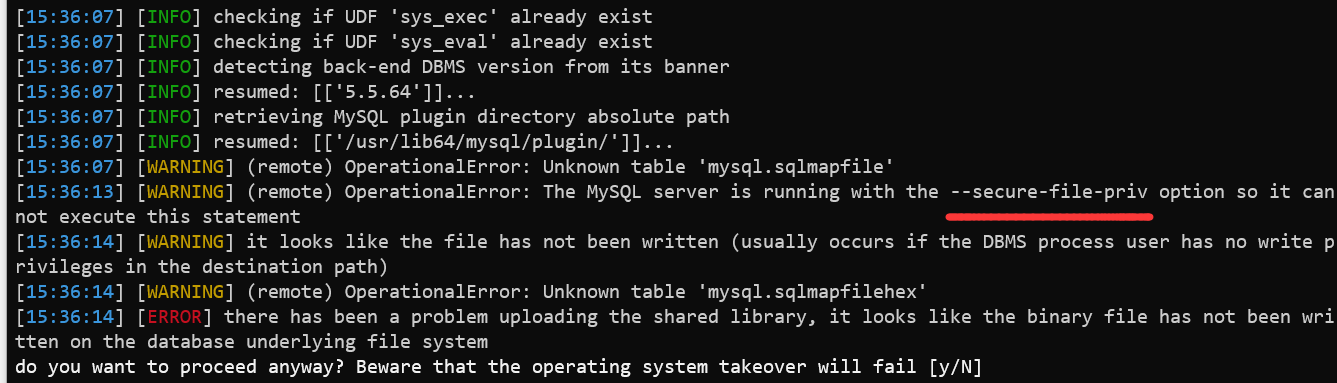 [15:36:07] [INFO] checking if UDF 'sys_exec' already exist
[15:36:07] [INFO] checking if UDF 'sys_eval' already exist
[15:36:07] [INFO] detecting back-end DBMS version from its banner
[15:36:07] [INFO] resumed: [['5.5.64']]...
[15:36:07] [INFO] retrieving MySQL plugin directory absolute path
[15:36:07] [INFO] resumed: [['/usr/lib64/mysql/plugin/']]...
[15:36:07] [WARNING] (remote) OperationalError: Unknown table 'mysql.sqlmapfile'
[15:36:13] [WARNING] (remote) OperationalError: The MySQL server is running with the --secure-file-priv option so it can
not execute this statement
[15:36:14] [WARNING] it looks like the file has not been written (usually occurs if the DBMS process user has no write p
rivileges in the destination path)
[15:36:14] [WARNING] (remote) OperationalError: Unknown table 'mysql.sqlmapfilehex'
[15:36:14] [ERROR] there has been a problem uploading the shared library, it looks like the binary file has not been wri
tten on the database underlying file system
do you want to proceed anyway? Beware that the operating system takeover will fail [y/N]